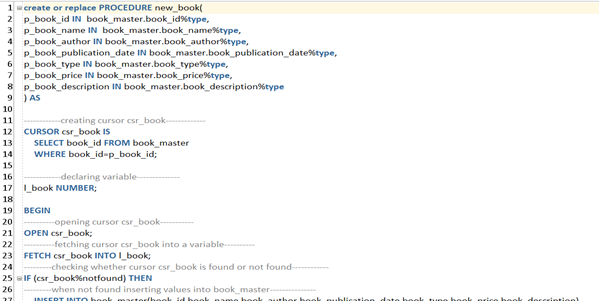 1 create or replace PROCEDURE new_book(
2 p_book_id IN book_master.book_id%type,
3 p_book_name IN book_master.book_name%type,
4 p_book_author IN book_master.book_author%type,
5 p_book_publication_date IN book_master.book_publication_date%type,
6 p_book_type IN book_master.book_type%type,
7 p_book_price IN book_master.book_price%type,
8 p_book_description IN book_master.book_description%type
9 ) AS
10
11 ------------creating cursor csr_book-------------
12 CURSOR csr_book IS
13 SELECT book_id FROM book_master
14 WHERE book_id=p_book_id;
15
16 ------------declaring variable--------------
17 l_book NUMBER;
18
19 BEGIN
20 ----------opening cursor csr_book-----------
21 OPEN csr_book;
22 ----------fetching cursor csr_book into a variable----------
23 FETCH csr_book INTO l_book;
24 ---------checking whether cursor csr_book is found or not found------------
25 IF (csr_book%notfound) THEN
26 ---------when not found inserting values into book_master---------------
27 INSERT INTO book_master(book_id,book_name,book_author,book_publication_date,book_type,book_price,book_description)